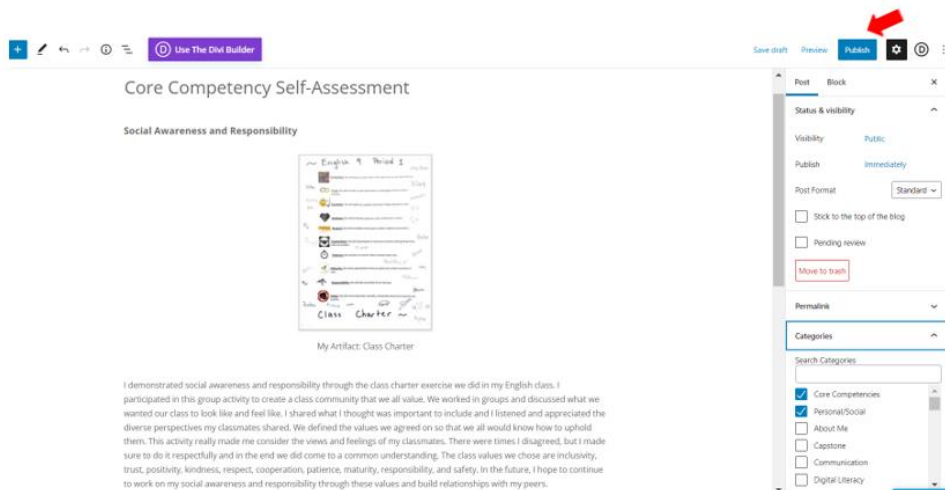 Use The Divi Builder
Save draft Preview Publish
Core Competency Self-Assessment
Social Awareness and Responsibility
~ English 9 Period 1
Class Charter ~
My Artifact: Class Charter
I demonstrated social awareness and responsibility through the class charter exercise we did in my English class. I
participated in this group activity to create a class community that we all value. We worked in groups and discussed what we
wanted our class to look like and feel like. I shared what I thought was important to include and I listened and appreciated the
diverse perspectives my classmates shared. We defined the values we agreed on so that we all would know how to uphold
them. This activity really made me consider the views and feelings of my classmates. There were times I disagreed, but I made
sure to do it respectfully and in the end we did come to a common understanding. The class values we chose are inclusivity,
trust, positivity, kindness, respect, cooperation, patience, maturity, responsibility, and safety. In the future, I hope to continue
to work on my social awareness and responsibility through these values and build relationships with my peers.
Post Block
Status & visibility
Visibility Public
Publish Immediately
Post Format Standard
Stick to the top of the blog
Pending review
Move to trash
Permalink
Categories
Search Categories
Core Competencies
Personal/Social
About Me
Capstone
Communication
Digital Literacy